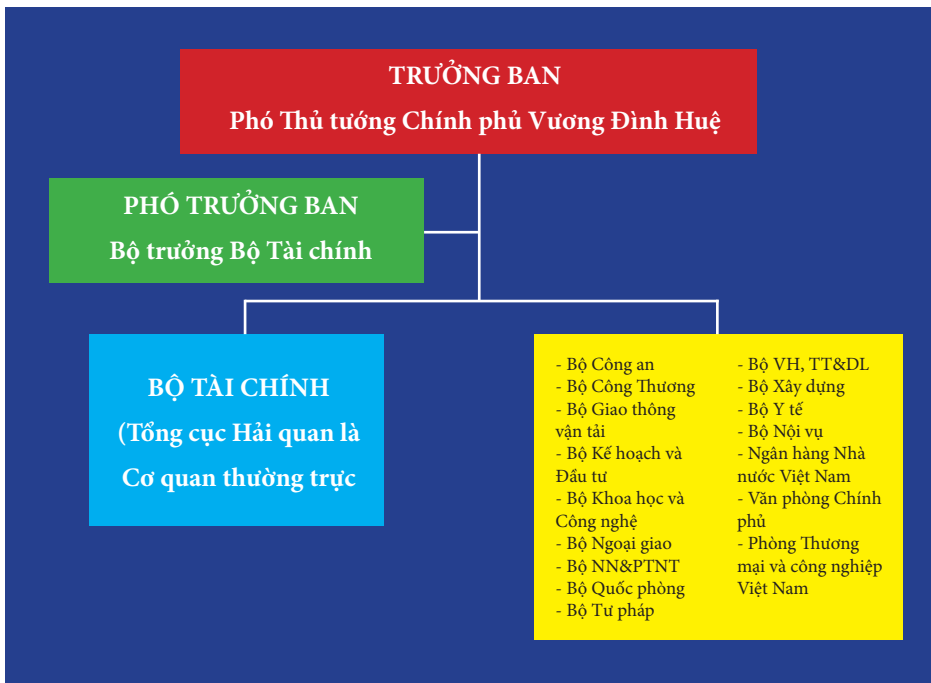 TRƯỞNG BAN
Phó Thủ tướng Chính phủ Vương Đình Huệ
PHÓ TRƯỞNG BAN
Bộ trưởng Bộ Tài chính
BỘ TÀI CHÍNH
(Tổng cục Hải quan là
Cơ quan thường trực
- Bộ Công an
- Bộ Công Thương
- Bộ Giao thông
vận tải
- Bộ Kế hoạch và
Đầu tư
- Bộ Khoa học và
Công nghệ
- Bộ Ngoại giao
- Bộ NN&PTNT
- Bộ Quốc phòng
- Bộ Tư pháp
- Bộ VH, TT&DL
- Bộ Xây dựng
- Bộ Y tế
- Bộ Nội vụ
- Ngân hàng Nhà
nước Việt Nam
- Văn phòng Chính
phủ
- Phòng Thương
mại và công nghiệp
Việt Nam